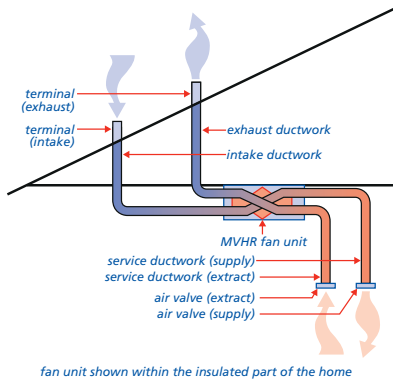 terminal
(exhaust)
terminal
(intake)
exhaust ductwork
intake ductwork
MVHR fan unit
service ductwork (supply)
service ductwork (extract)
air valve (extract)
air valve (supply)
fan unit shown within the insulated part of the home